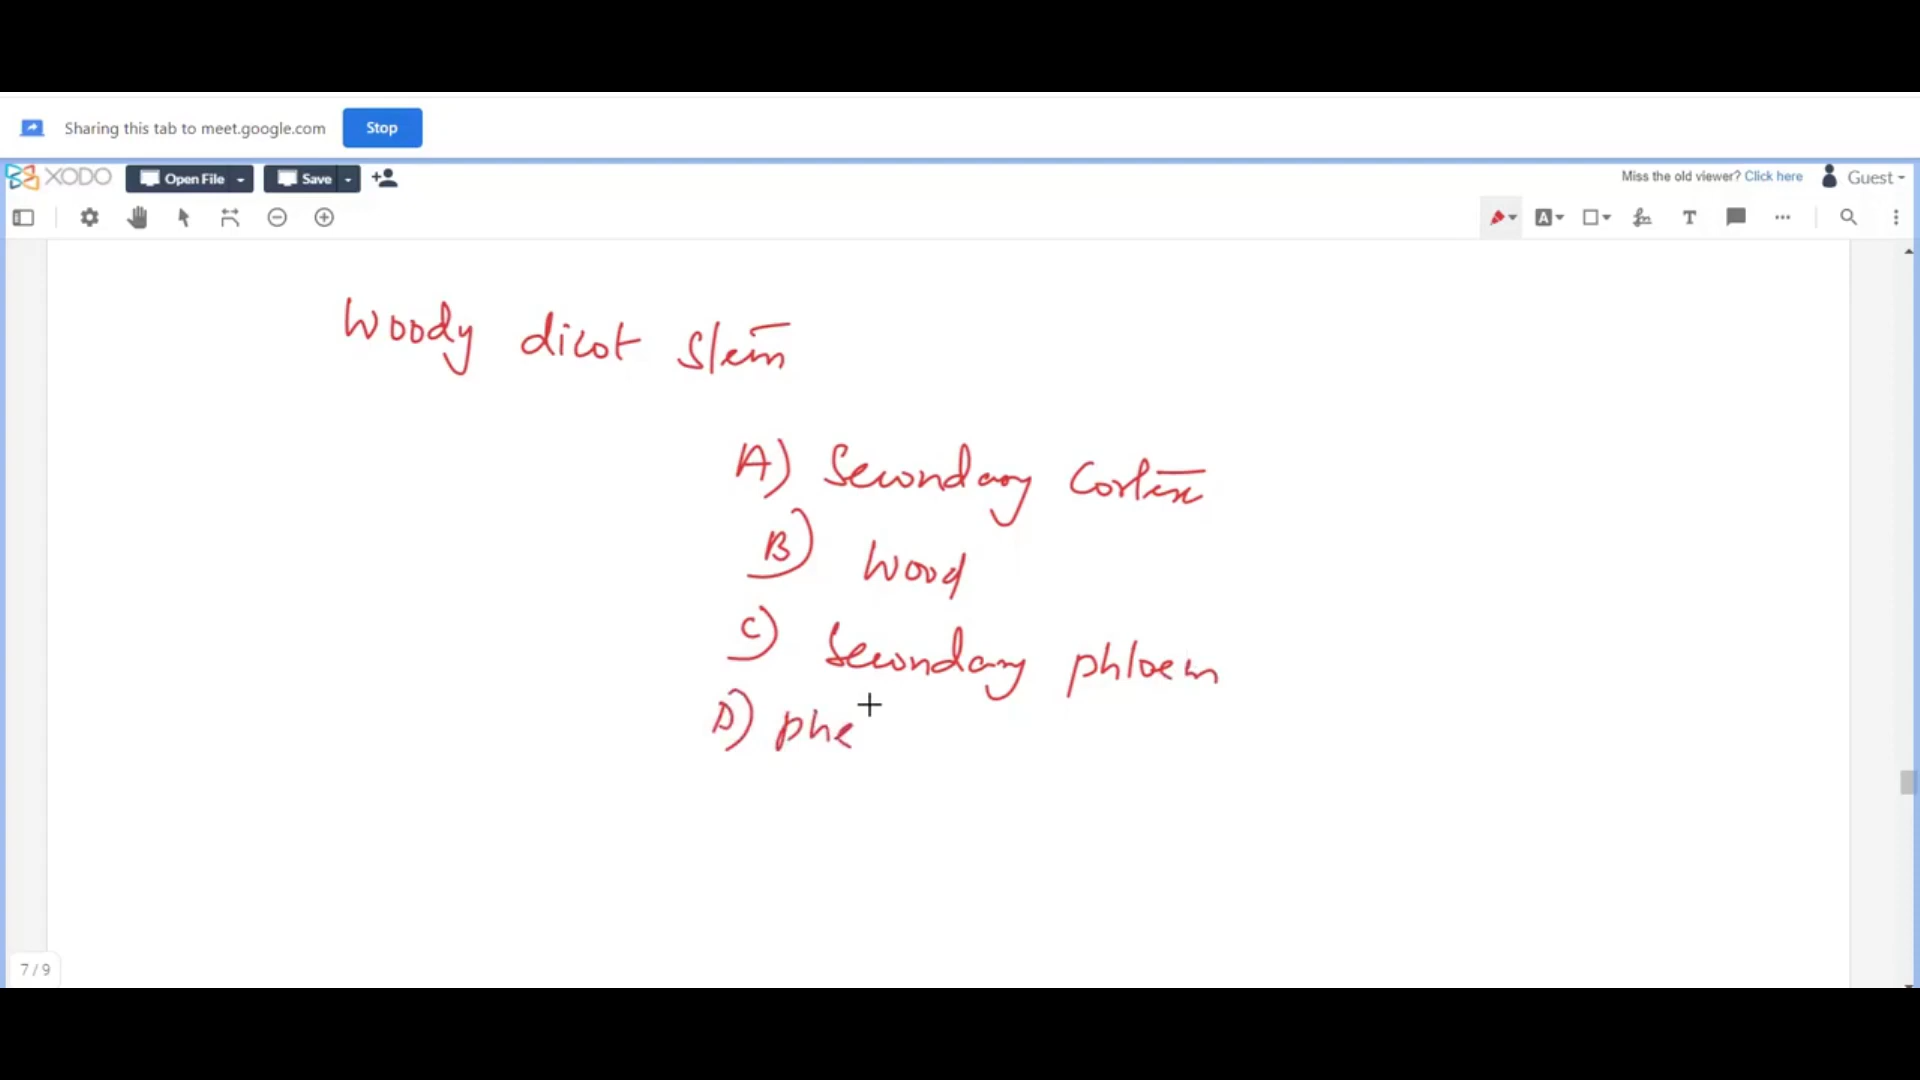 Sharing this tab to meet.google.com Stop
XODO Open File Save Miss the old viewer? Click here Guest
A T
Woody dicot Stem
A) Secondary Cortex
B) Wood
C) Secondary phloem
D) phe
7 / 9